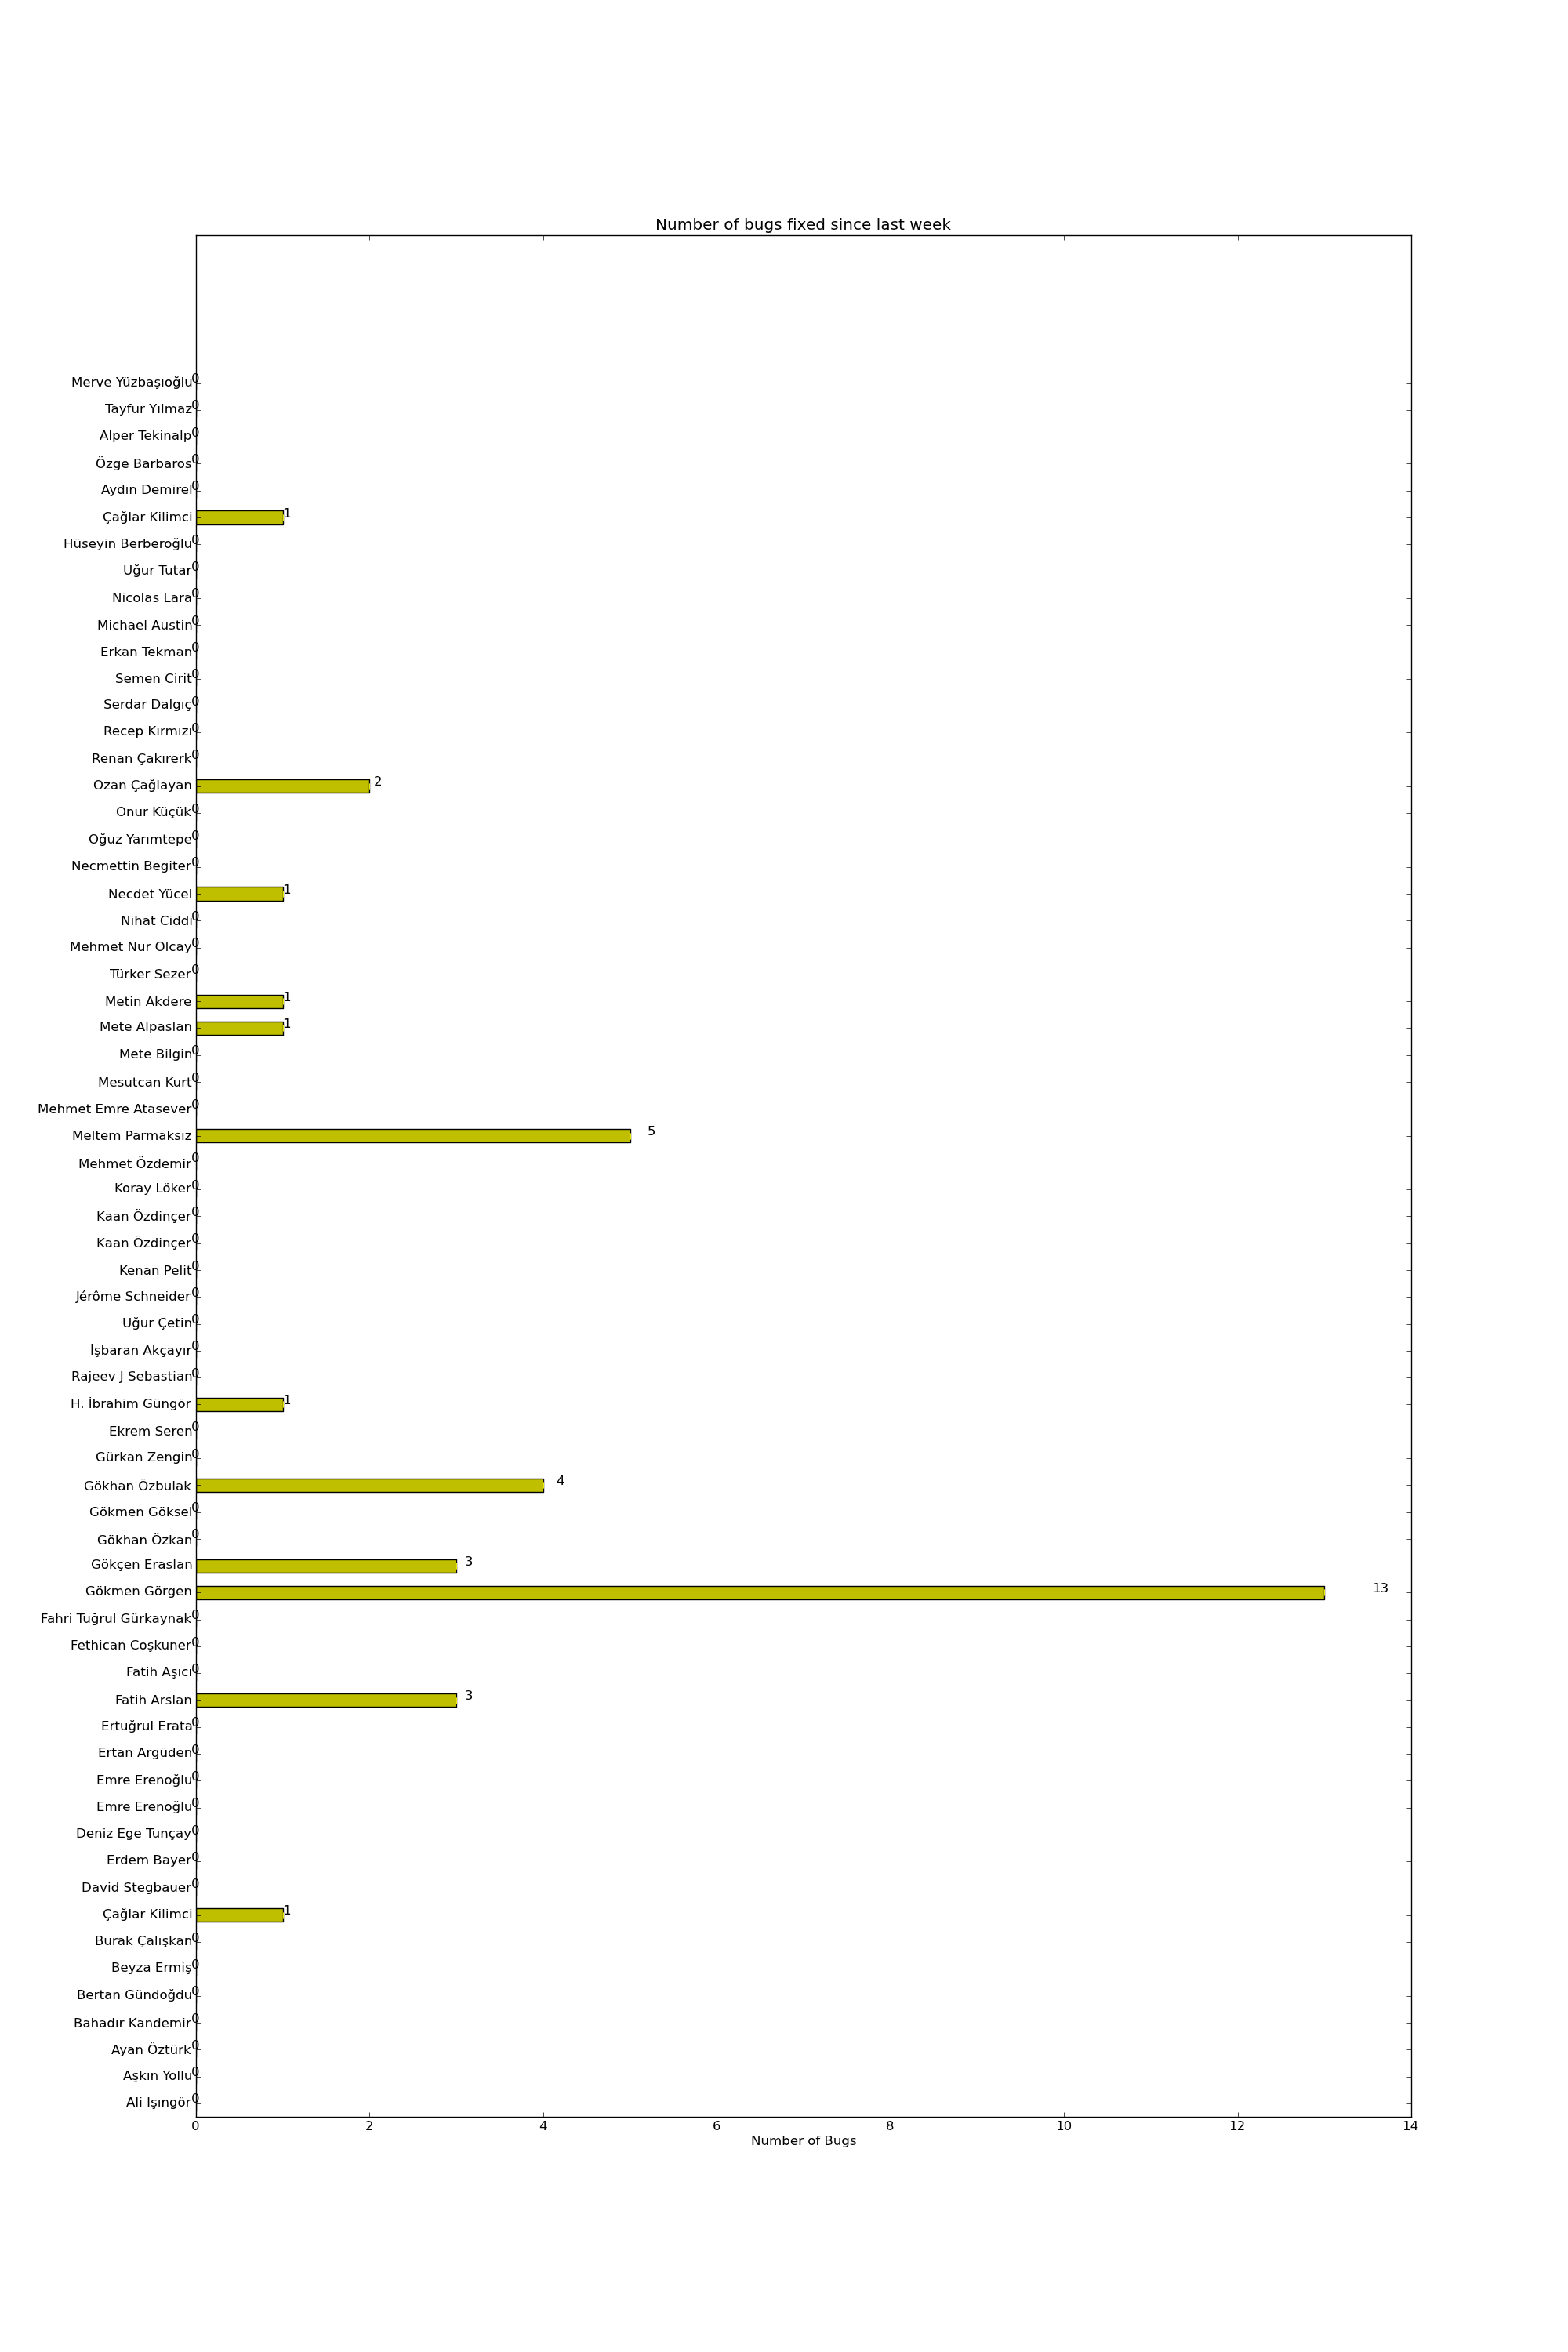 Number of bugs fixed since last week
Merve Yüzbaşıoğlu 0
Tayfur Yılmaz 0
Alper Tekinalp 0
Özge Barbaros 0
Aydın Demirel 0
Çağlar Kilimci 1
Hüseyin Berberoğlu 0
Uğur Tutar 0
Nicolas Lara 0
Michael Austin 0
Erkan Tekman 0
Semen Cirit 0
Serdar Dalgıç 0
Recep Kırmızı 0
Renan Çakırerk 0
Ozan Çağlayan 2
Onur Küçük 0
Oğuz Yarımtepe 0
Necmettin Begiter 0
Necdet Yücel 1
Nihat Ciddi 0
Mehmet Nur Olcay 0
Türker Sezer 0
Metin Akdere 1
Mete Alpaslan 1
Mete Bilgin 0
Mesutcan Kurt 0
Mehmet Emre Atasever 0
Meltem Parmaksız 5
Mehmet Özdemir 0
Koray Löker 0
Kaan Özdinçer 0
Kaan Özdinçer 0
Kenan Pelit 0
Jérôme Schneider 0
Uğur Çetin 0
İşbaran Akçayır 0
Rajeev J Sebastian 0
H. İbrahim Güngör 1
Ekrem Seren 0
Gürkan Zengin 0
Gökhan Özbulak 4
Gökmen Göksel 0
Gökhan Özkan 0
Gökçen Eraslan 3
Gökmen Görgen 13
Fahri Tuğrul Gürkaynak 0
Fethican Coşkuner 0
Fatih Aşıcı 0
Fatih Arslan 3
Ertuğrul Erata 0
Ertan Argüden 0
Emre Erenoğlu 0
Emre Erenoğlu 0
Deniz Ege Tunçay 0
Erdem Bayer 0
David Stegbauer 0
Çağlar Kilimci 1
Burak Çalışkan 0
Beyza Ermiş 0
Bertan Gündoğdu 0
Bahadır Kandemir 0
Ayan Öztürk 0
Aşkın Yollu 0
Ali Işıngör 0
0 2 4 6 8 10 12 14
Number of Bugs